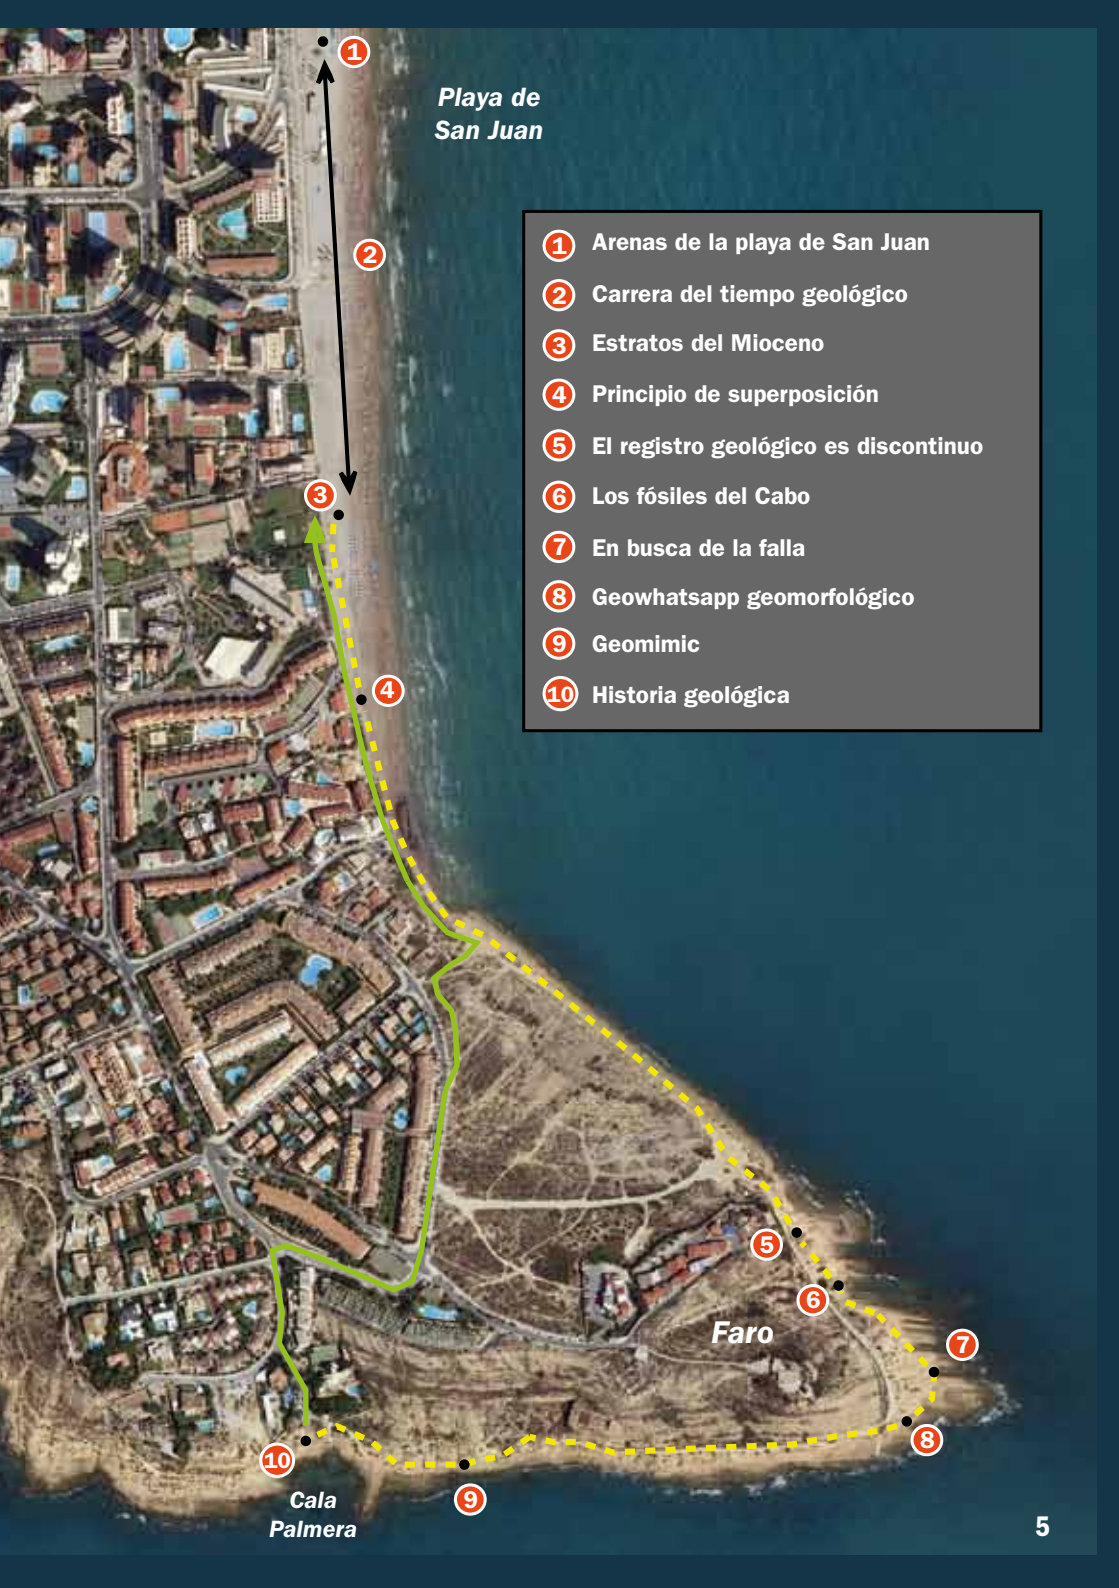 1
Playa de
San Juan
2
1 Arenas de la playa de San Juan
2 Carrera del tiempo geológico
3 Estratos del Mioceno
4 Principio de superposición
5 El registro geológico es discontinuo
6 Los fósiles del Cabo
7 En busca de la falla
8 Geowhatsapp geomorfológico
9 Geomimic
10 Historia geológica
3
4
5
6
Faro
7
8
10
9
Cala
Palmera
5